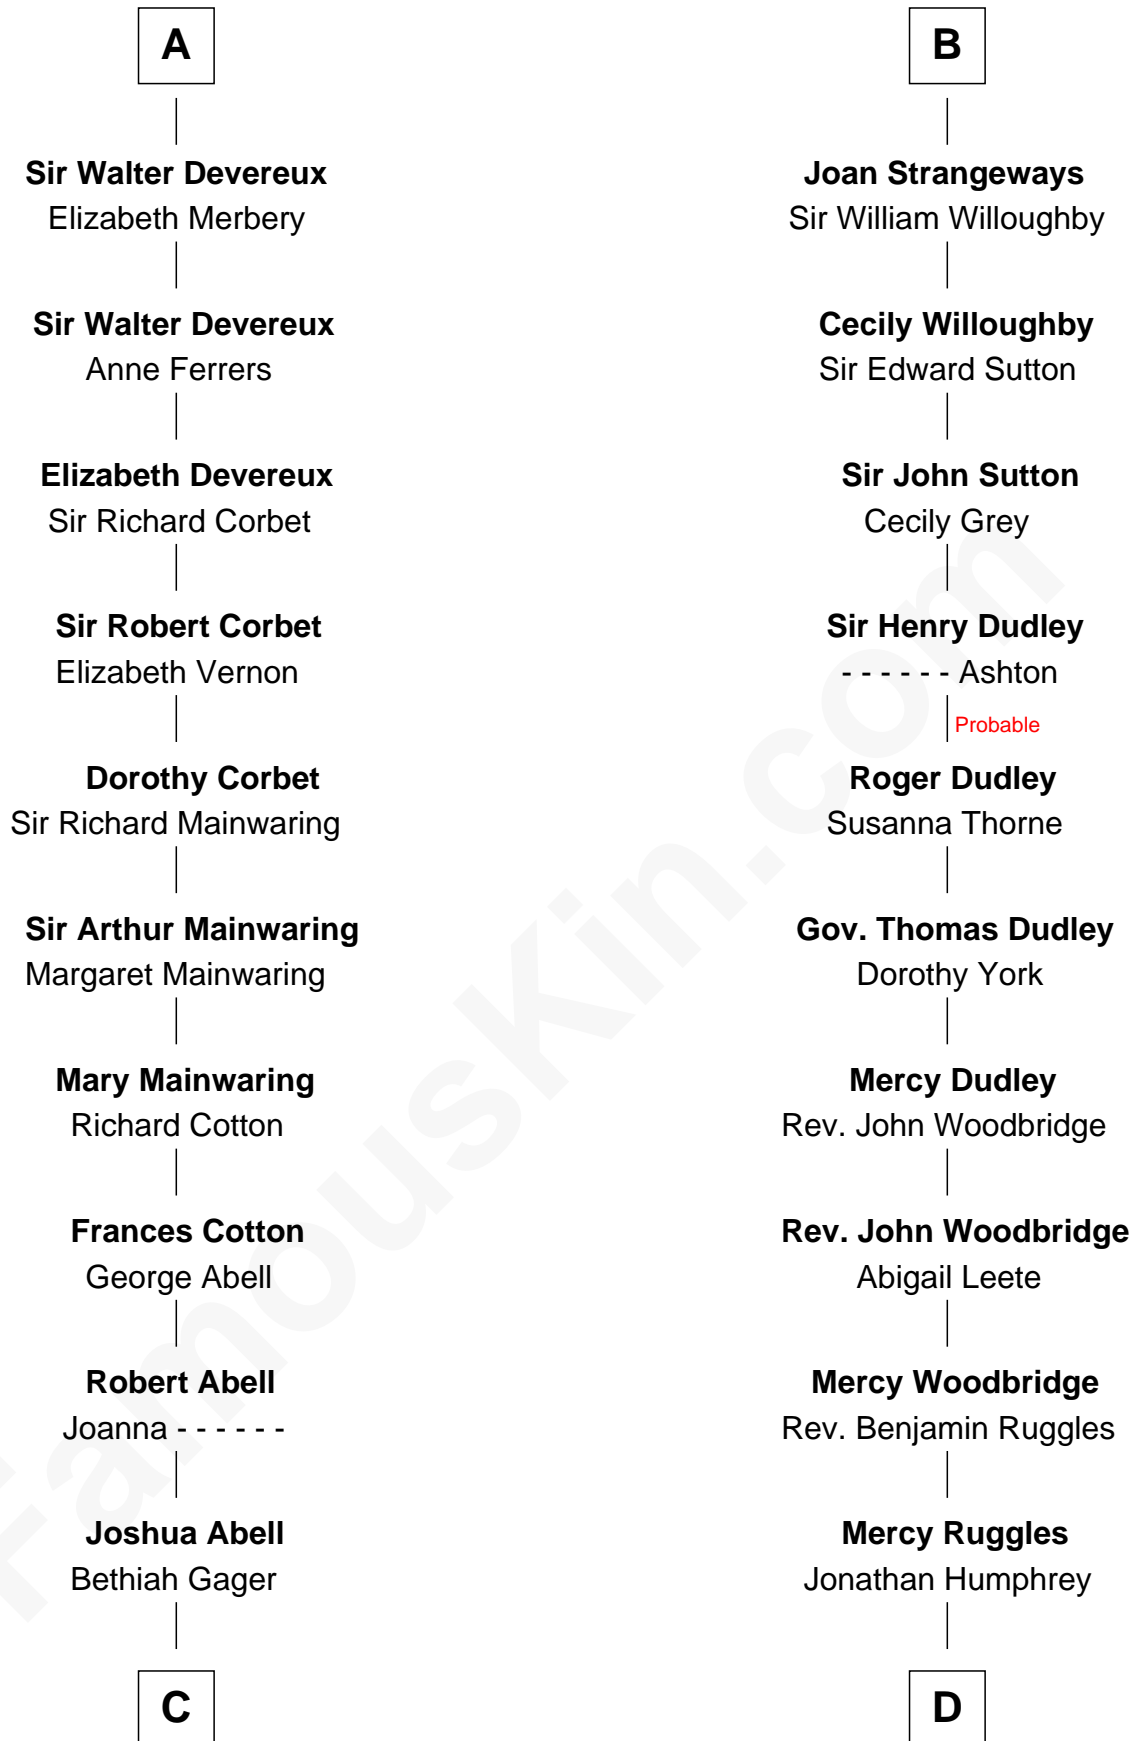 A
Sir Walter Devereux
Elizabeth Merbery
Sir Walter Devereux
Anne Ferrers
Elizabeth Devereux
Sir Richard Corbet
Sir Robert Corbet
Elizabeth Vernon
Dorothy Corbet
Sir Richard Mainwaring
Sir Arthur Mainwaring
Margaret Mainwaring
Mary Mainwaring
Richard Cotton
Frances Cotton
George Abell
Robert Abell
Joanna - - - - - -
Joshua Abell
Bethiah Gager
C
B
Joan Strangeways
Sir William Willoughby
Cecily Willoughby
Sir Edward Sutton
Sir John Sutton
Cecily Grey
Sir Henry Dudley
- - - - - - Ashton
Probable
Roger Dudley
Susanna Thorne
Gov. Thomas Dudley
Dorothy York
Mercy Dudley
Rev. John Woodbridge
Rev. John Woodbridge
Abigail Leete
Mercy Woodbridge
Rev. Benjamin Ruggles
Mercy Ruggles
Jonathan Humphrey
D
FamousKin.com